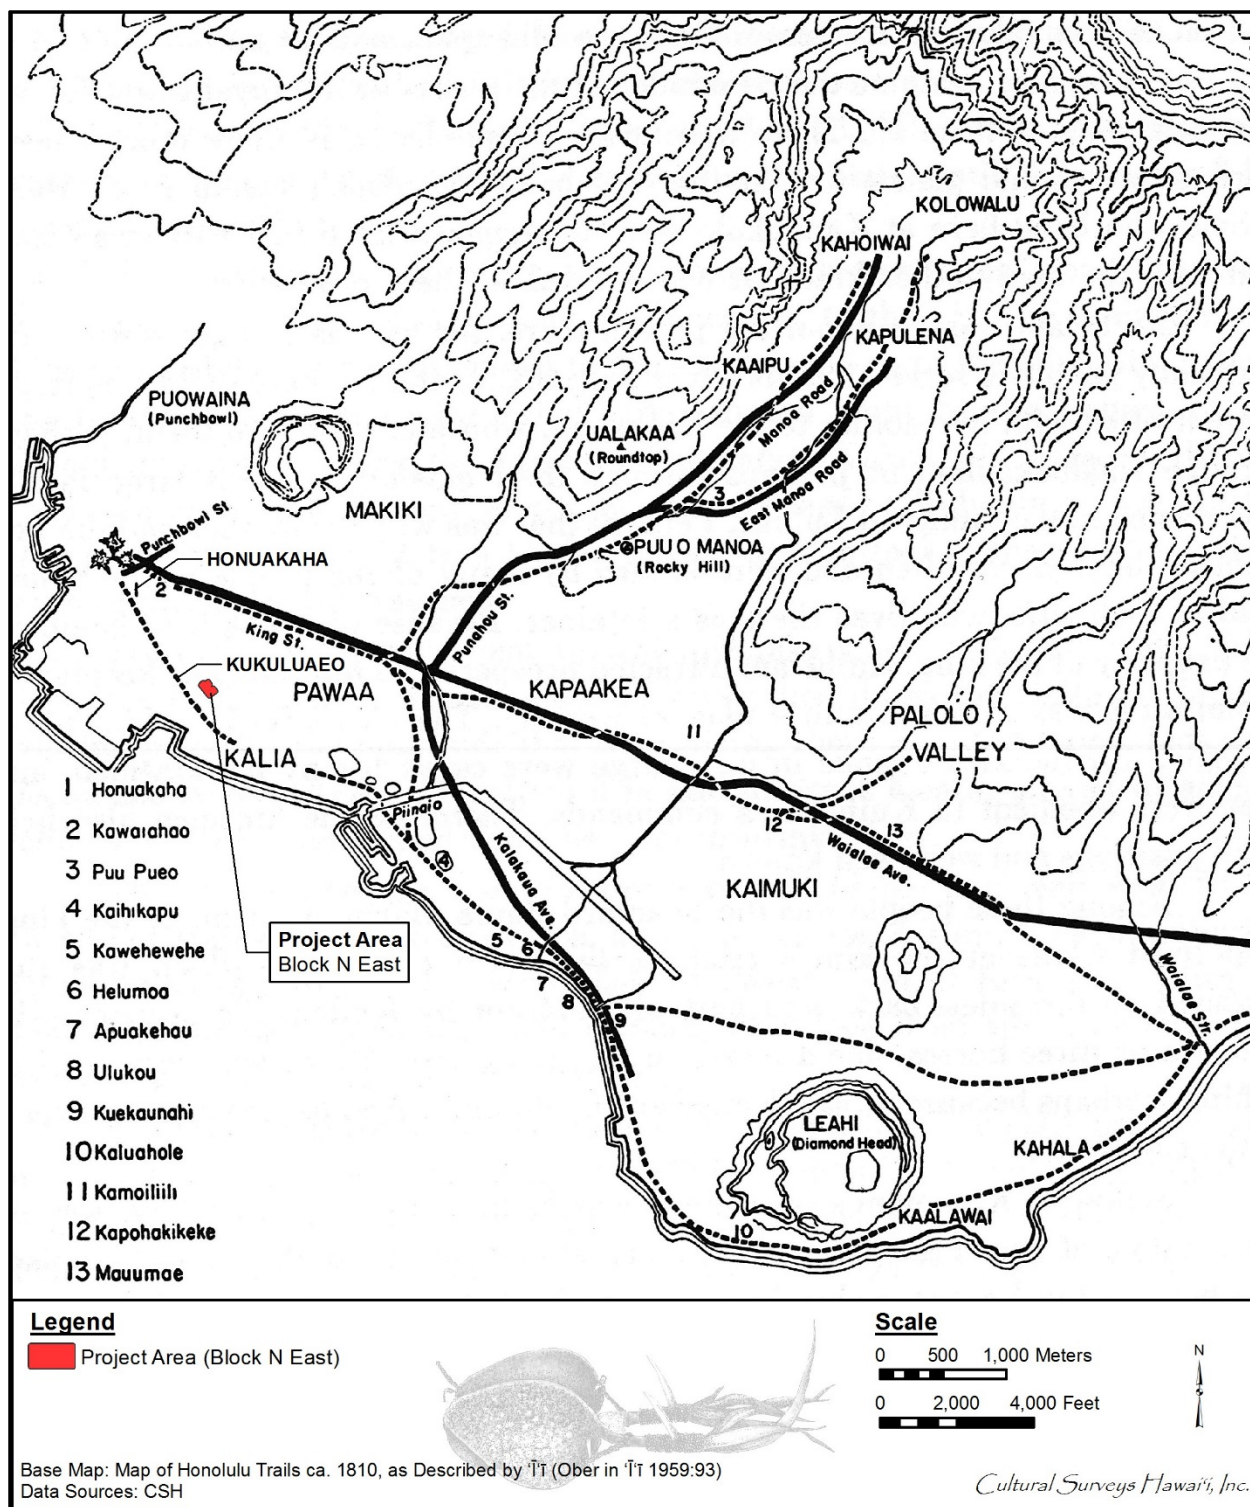 KOLOWALU
KAHOIWAI
KAPULENA
KAAIPU
Manoa Road
PUOWAINA
(Punchbowl)
UALAKAA
(Roundtop)
3
East Manoa Road
MAKIKI
Punchbowl St.
PUU O MANOA
(Rocky Hill)
HONUAKAHA
1
2
King St.
Punahou St.
KUKULUAEO
PAWAA
KAPAAKEA
PALOLO
VALLEY
11
KALIA
Piinaio
12
13
Waialae Ave.
4
KAIMUKI
Kalakaua Ave.
5
6
7
8
9
Waialae Str.
Project Area
Block N East
LEAHI
(Diamond Head)
KAHALA
KAALAWAI
10
1 Honuakaha
2 Kawaiahao
3 Puu Pueo
4 Kaihikapu
5 Kawehewehe
6 Helumoa
7 Apuakehau
8 Ulukou
9 Kuekaunahi
10 Kaluahole
11 Kamoiliili
12 Kapohakikeke
13 Mauumae
Legend
Project Area (Block N East)
Scale
0 500 1,000 Meters
0 2,000 4,000 Feet
N
Base Map: Map of Honolulu Trails ca. 1810, as Described by ʻĪʻī (Ober in ʻĪʻī 1959:93)
Data Sources: CSH
Cultural Surveys Hawaiʻi, Inc.